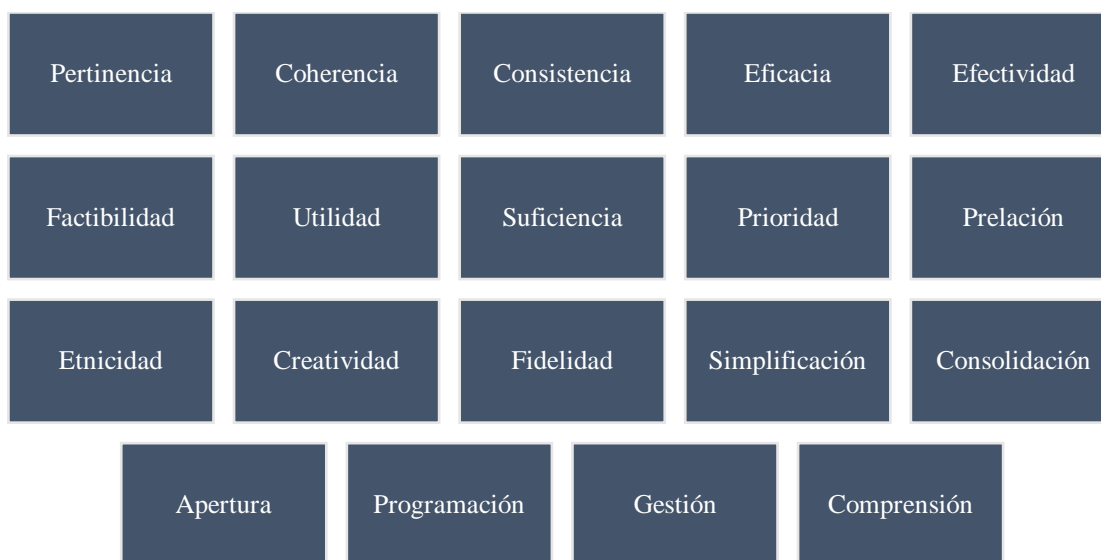 Pertinencia
Coherencia
Consistencia
Eficacia
Efectividad
Factibilidad
Utilidad
Suficiencia
Prioridad
Prelación
Etnicidad
Creatividad
Fidelidad
Simplificación
Consolidación
Apertura
Programación
Gestión
Comprensión